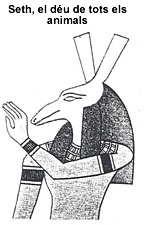 Seth, el déu de tots els
animals